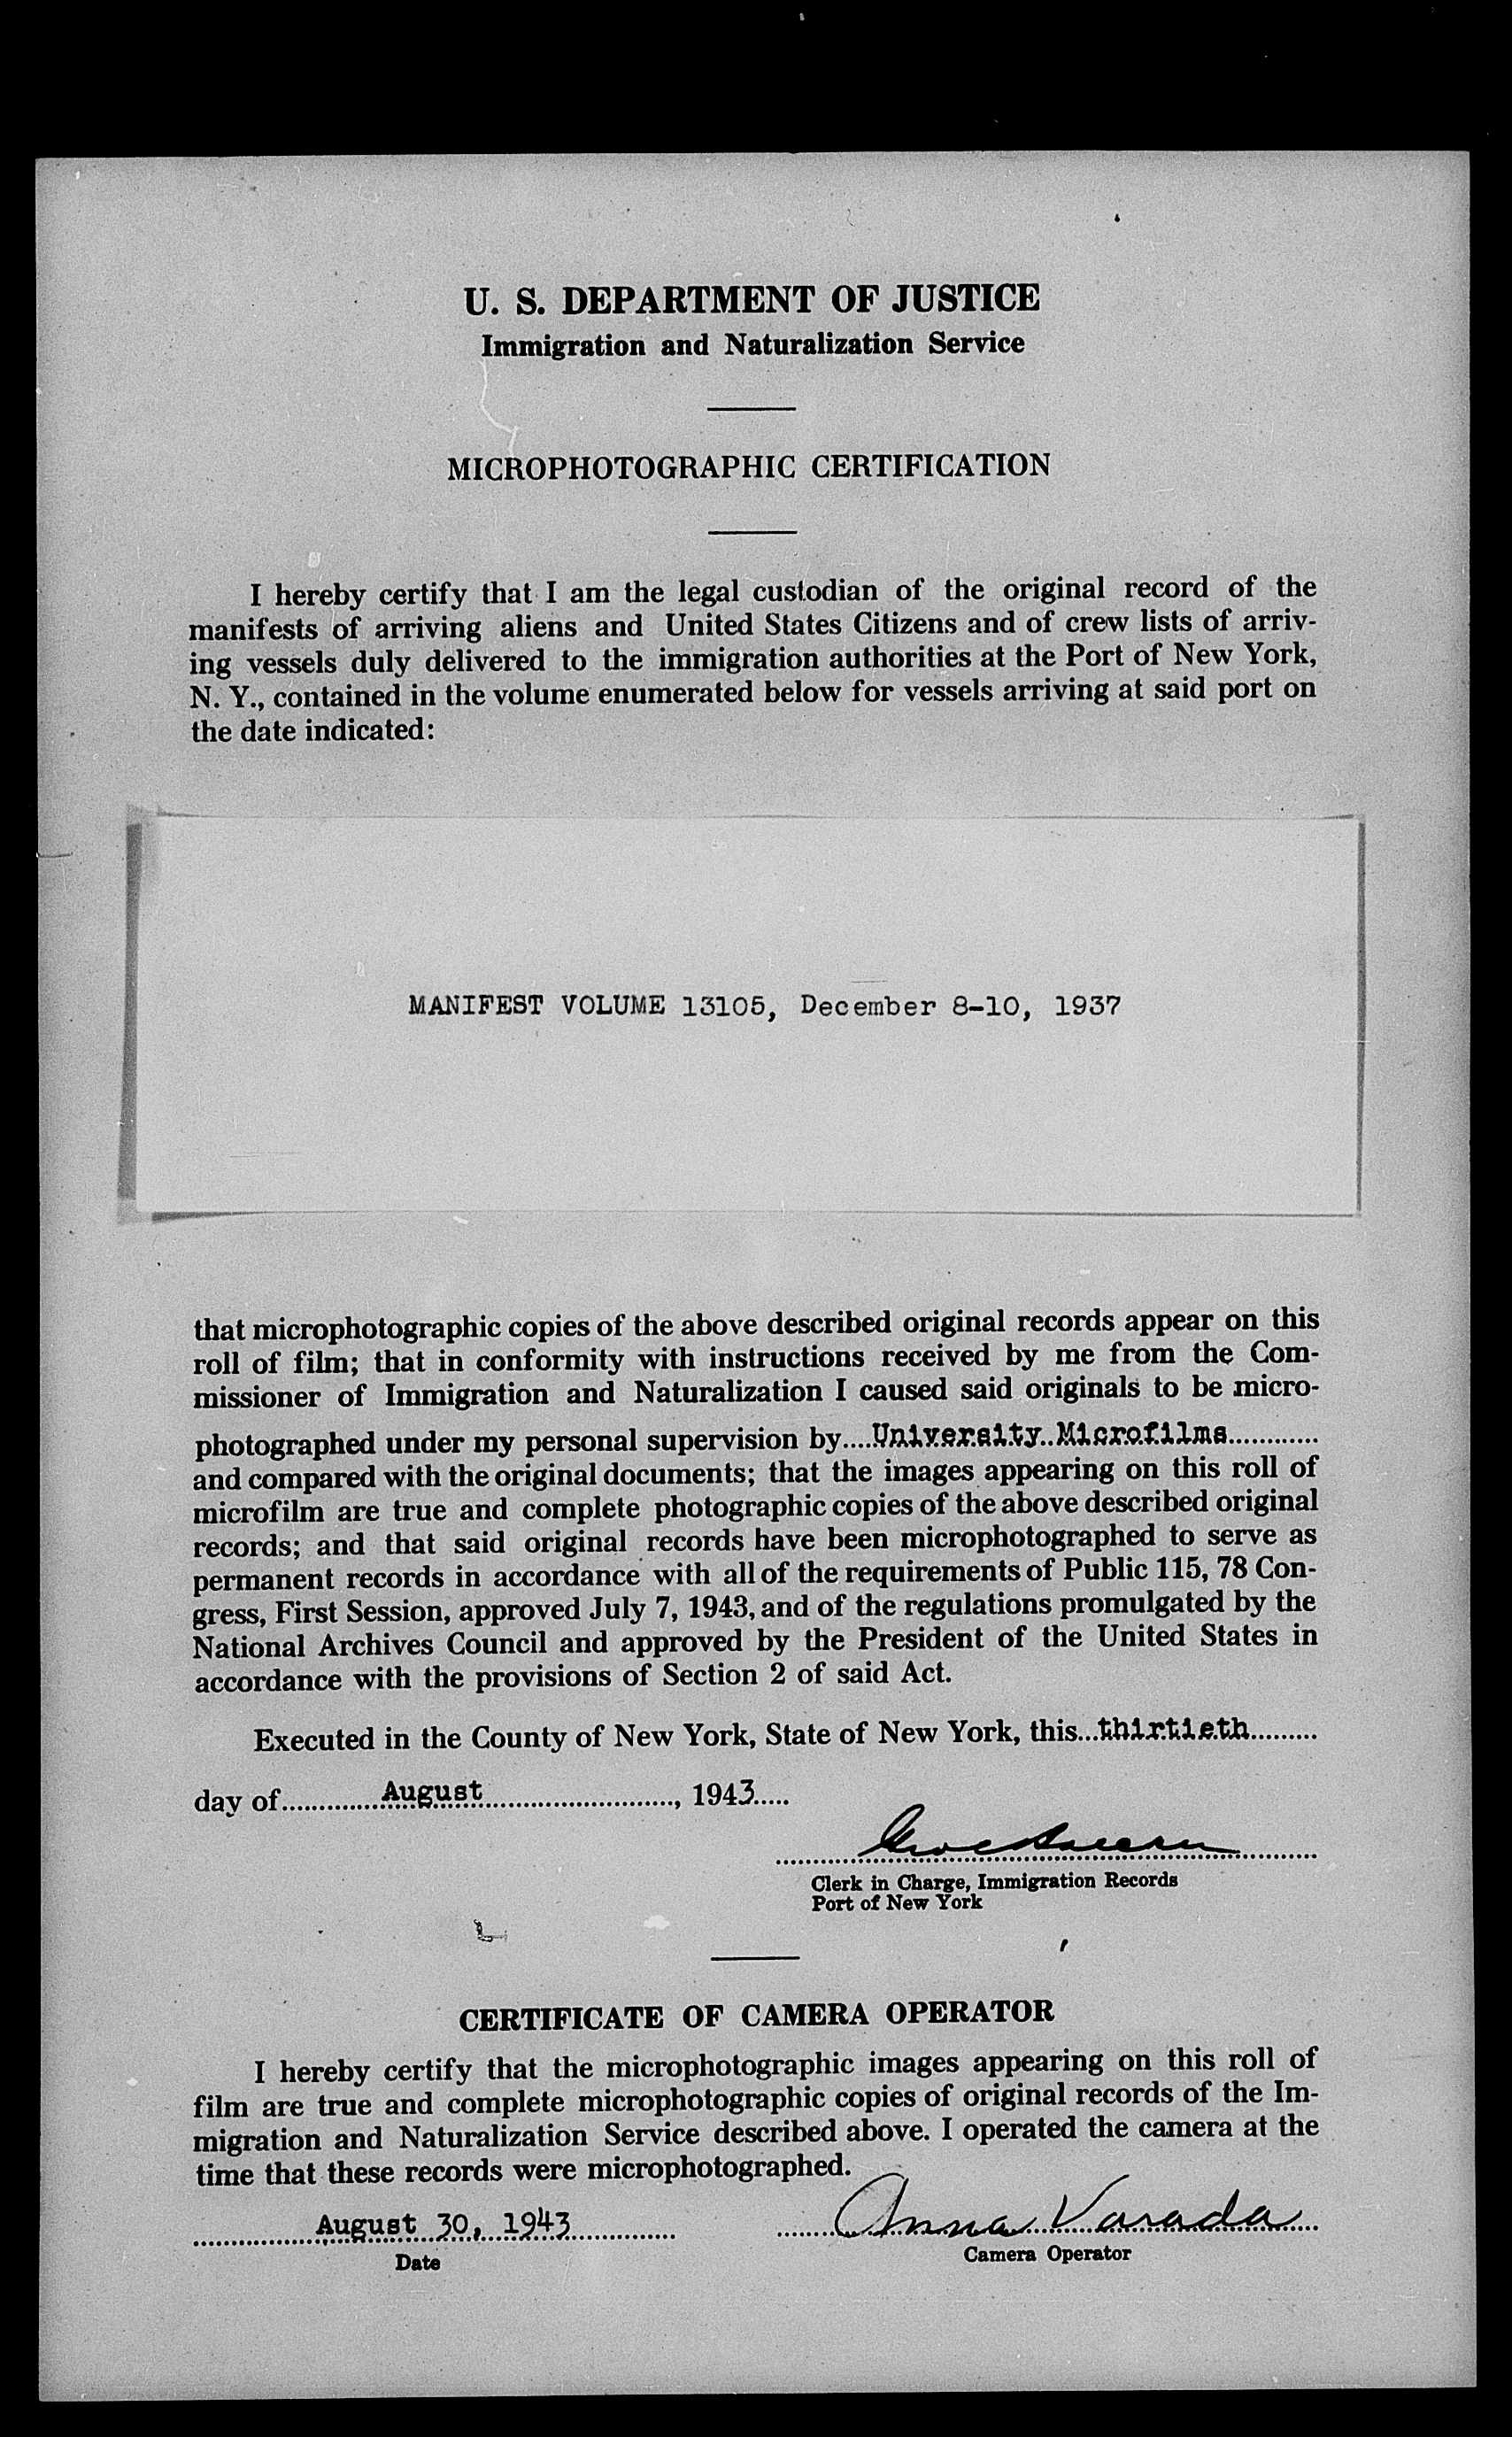 U. S. DEPARTMENT OF JUSTICE
Immigration and Naturalization Service
MICROPHOTOGRAPHIC CERTIFICATION
I hereby certify that I am the legal custodian of the original record of the
manifests of arriving aliens and United States Citizens and of crew lists of arriv-
ing vessels duly delivered to the immigration authorities at the Port of New York,
N. Y., contained in the volume enumerated below for vessels arriving at said port on
the date indicated:
MANIFEST VOLUME 13105, December 8-10, 1937
that microphotographic copies of the above described original records appear on this
roll of film; that in conformity with instructions received by me from the Com-
missioner of Immigration and Naturalization I caused said originals to be micro-
photographed under my personal supervision by....University Microfilms............
and compared with the original documents; that the images appearing on this roll of
microfilm are true and complete photographic copies of the above described original
records; and that said original records have been microphotographed to serve as
permanent records in accordance with all of the requirements of Public 115, 78 Con-
gress, First Session, approved July 7, 1943, and of the regulations promulgated by the
National Archives Council and approved by the President of the United States in
accordance with the provisions of Section 2 of said Act.
Executed in the County of New York, State of New York, this...thirtieth.........
day of.............August........................., 1943.....
Clerk in Charge, Immigration Records
Port of New York
CERTIFICATE OF CAMERA OPERATOR
I hereby certify that the microphotographic images appearing on this roll of
film are true and complete microphotographic copies of original records of the Im-
migration and Naturalization Service described above. I operated the camera at the
time that these records were microphotographed.
August 30, 1943 Anna Varada
Date Camera Operator